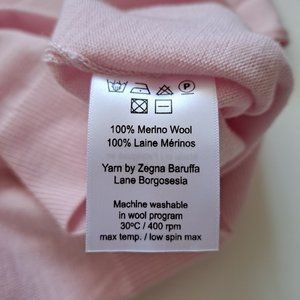 100% Merino Wool
100% Laine Mérinos
Yarn by Zegna Baruffa
Lane Borgosesia
Machine washable
in wool program
30ºC / 400 rpm
max temp. / low spin max